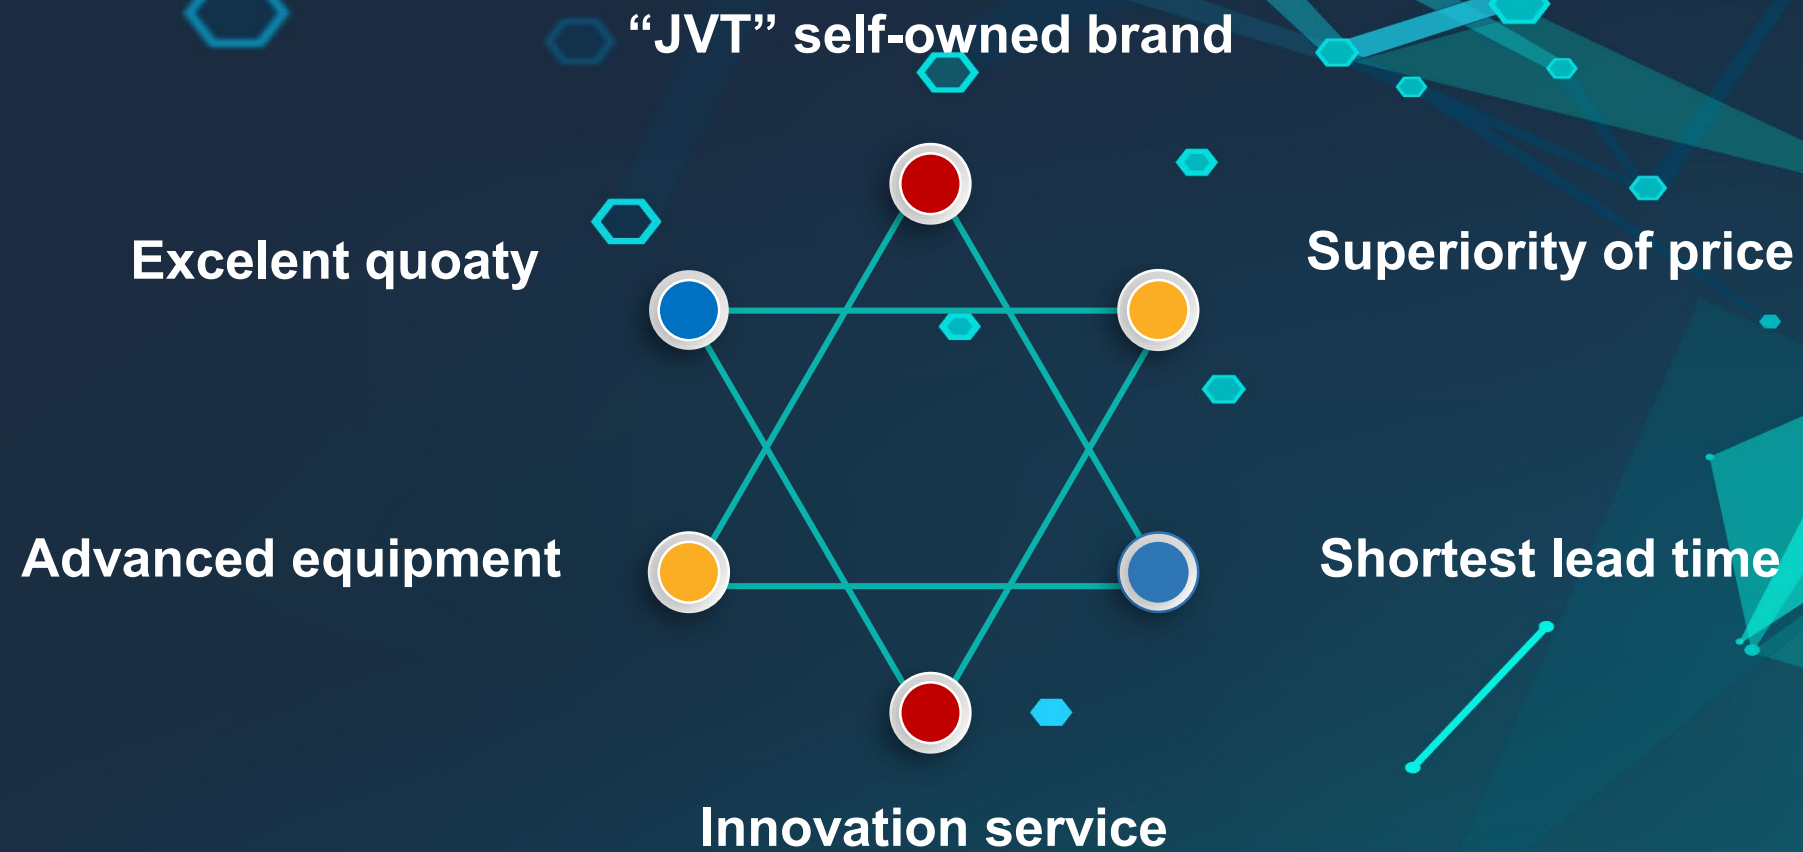 “JVT” self-owned brand
Excelent quoaty
Superiority of price
Advanced equipment
Shortest lead time
Innovation service